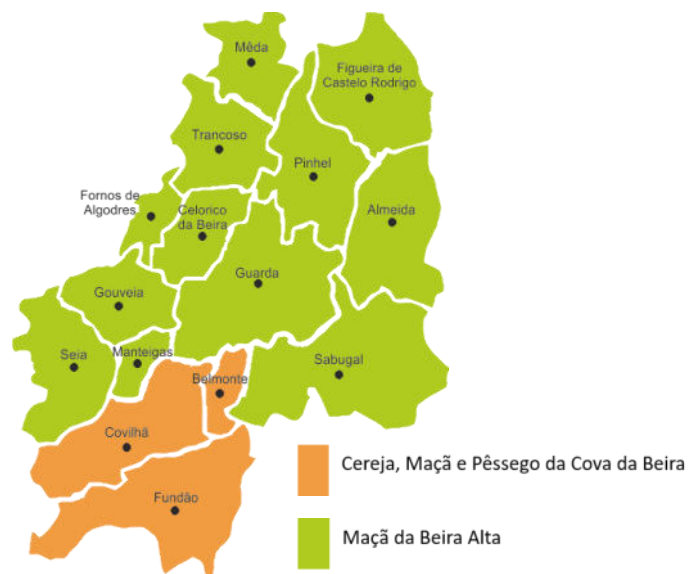 Mêda
Figueira de
Castelo Rodrigo
Trancoso
Pinhel
Fornos de
Algodres
Celorico
da Beira
Almeida
Guarda
Gouveia
Seia
Manteigas
Sabugal
Belmonte
Covilhã
Fundão
Cereja, Maçã e Pêssego da Cova da Beira
Maçã da Beira Alta